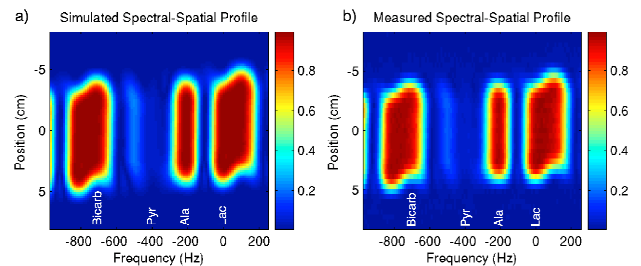 a) Simulated Spectral-Spatial Profile
b) Measured Spectral-Spatial Profile
Position (cm)
-5
0
5
Bicarb
Pyr
Ala
Lac
-800 -600 -400 -200 0 200
Frequency (Hz)
0.8
0.6
0.4
0.2
Position (cm)
-5
0
5
Bicarb
Pyr
Ala
Lac
-800 -600 -400 -200 0 200
Frequency (Hz)
0.8
0.6
0.4
0.2